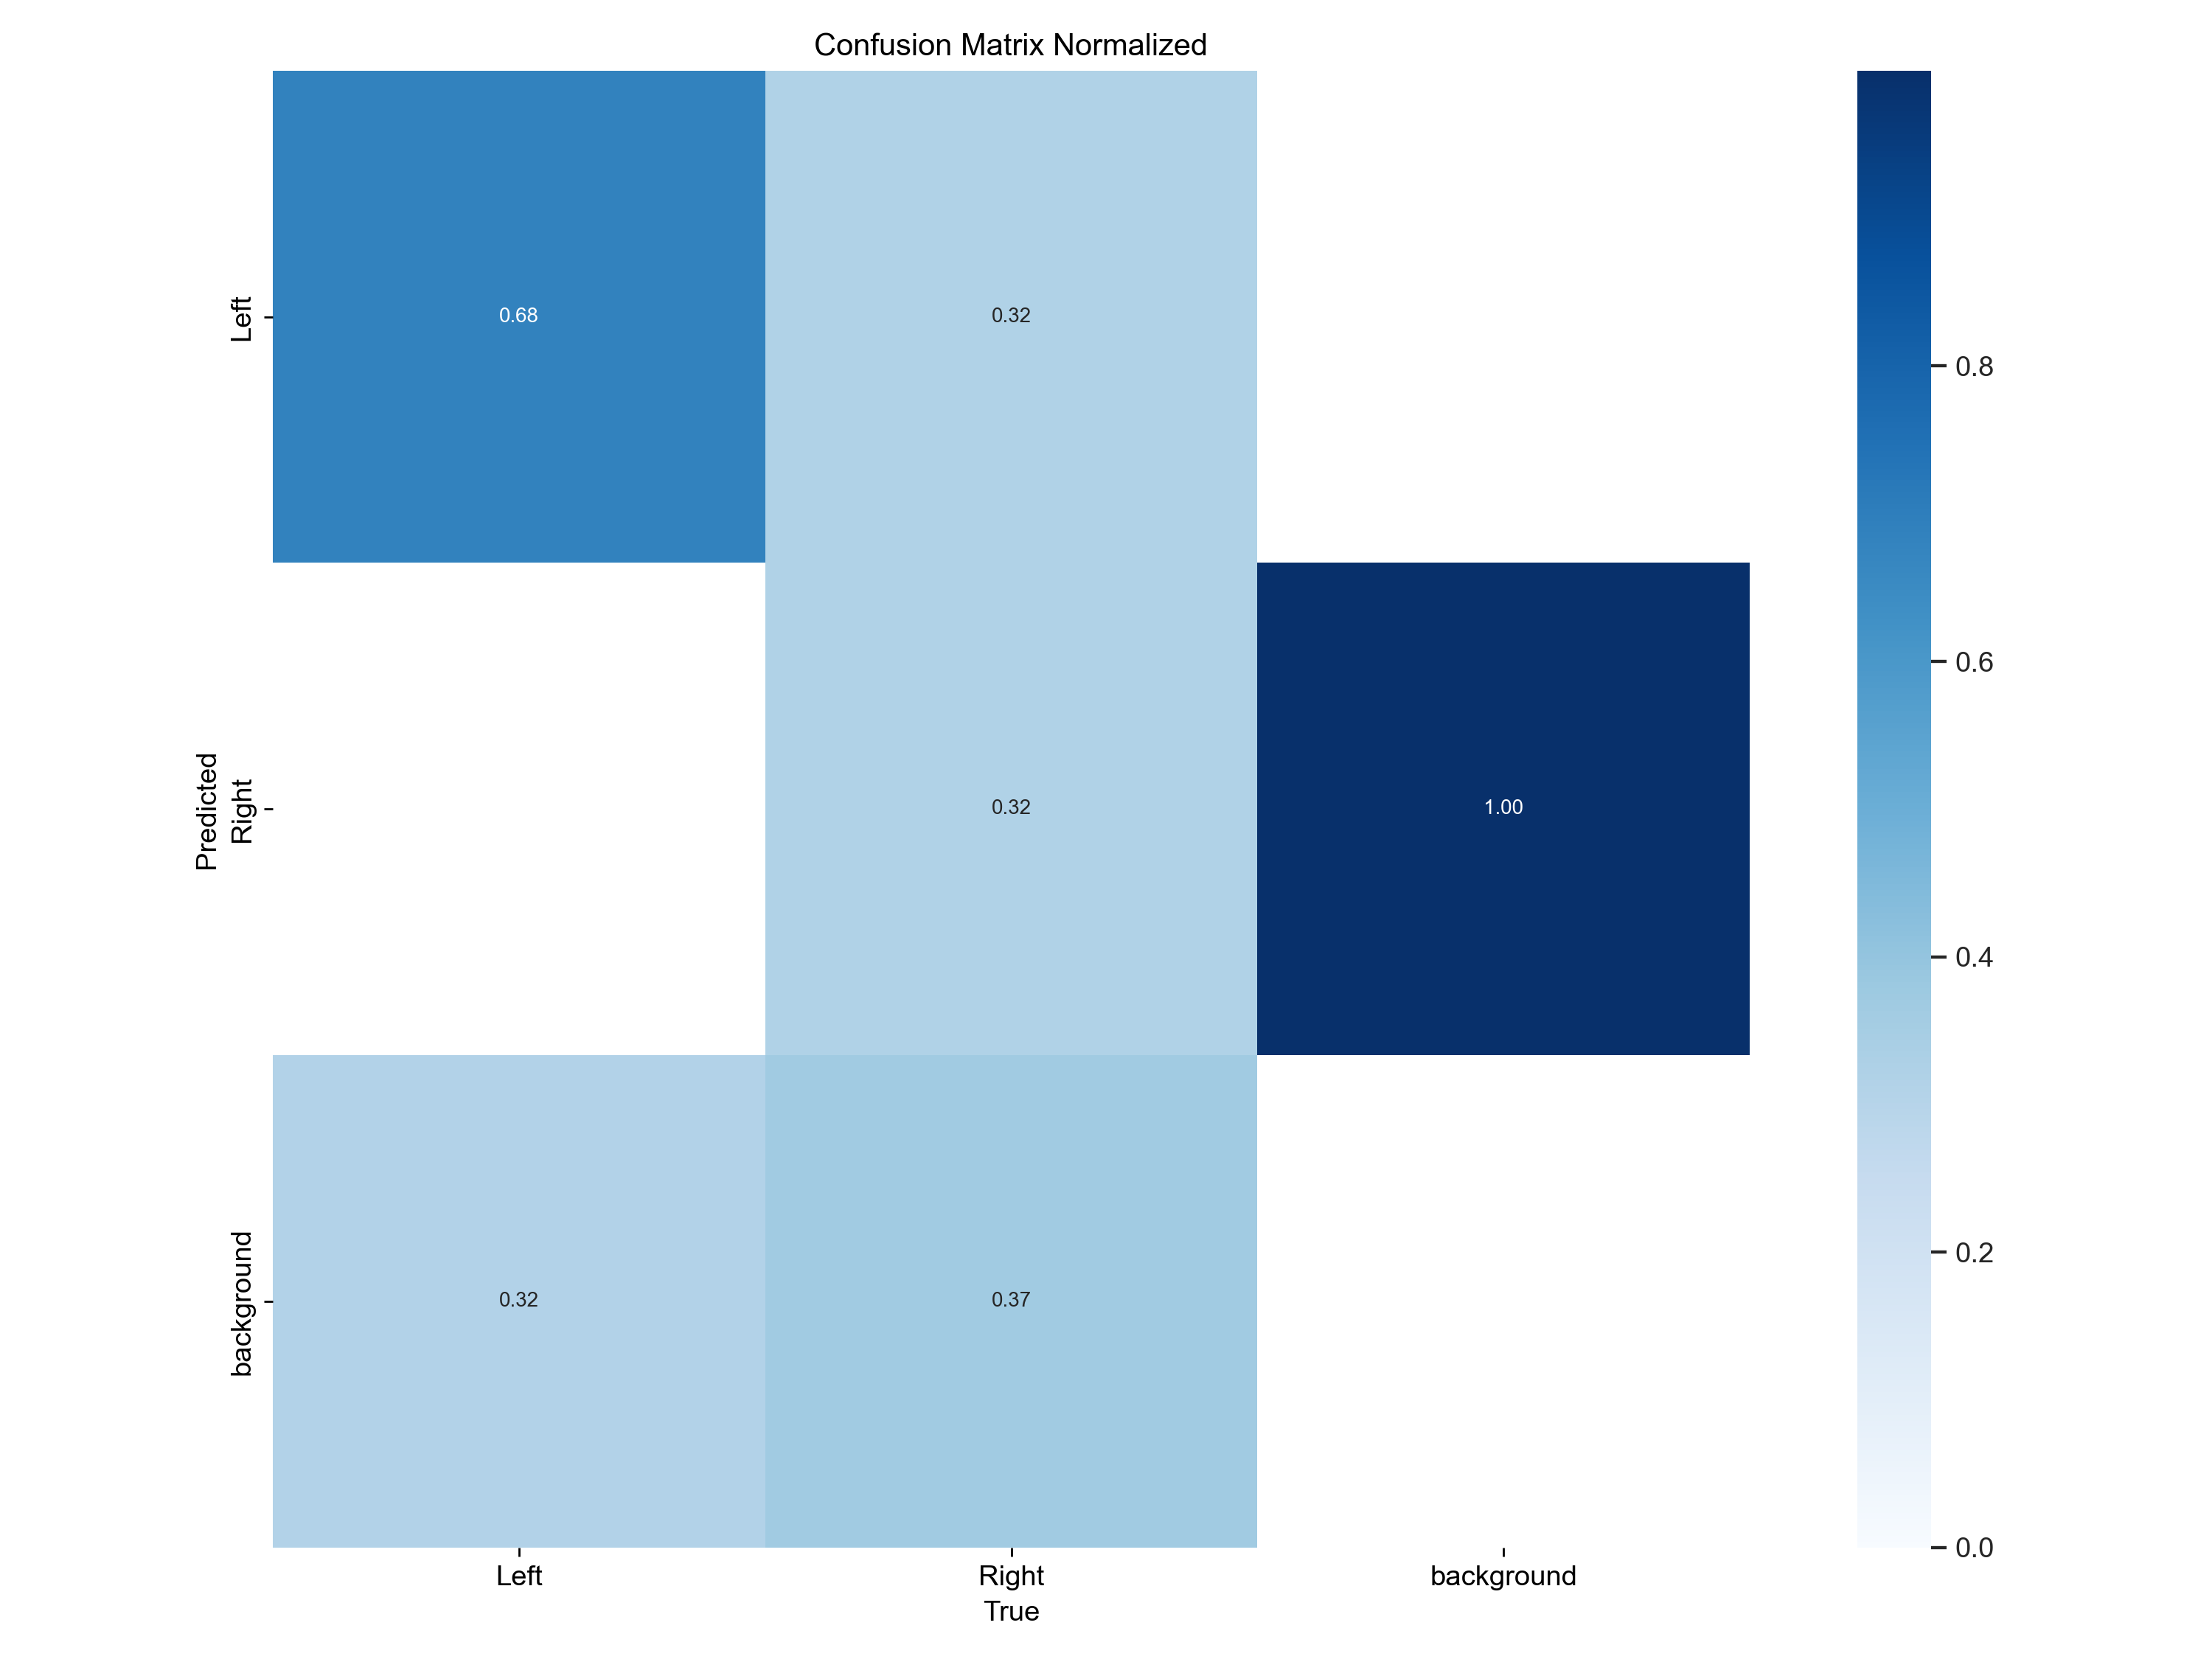 Confusion Matrix Normalized
Left
0.68
0.32
0.8
0.6
Predicted
Right
0.32
1.00
0.4
0.2
background
0.32
0.37
0.0
Left
Right
background
True